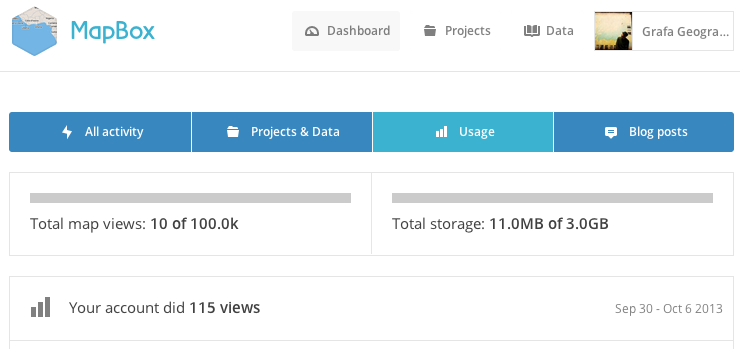 MapBox
Dashboard
Projects
Data
Grafa Geogra...
All activity
Projects & Data
Usage
Blog posts
Total map views: 10 of 100.0k
Total storage: 11.0MB of 3.0GB
Your account did 115 views
Sep 30 - Oct 6 2013